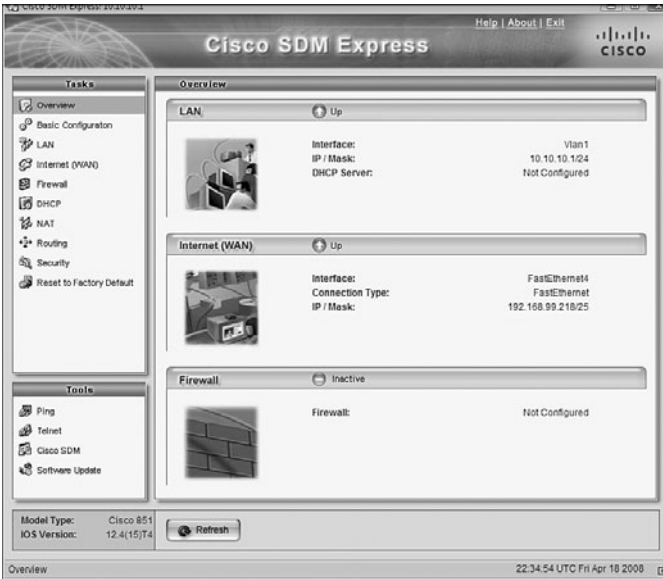 Cisco SDM Express: 10.10.10.1
Help | About | Exit
Cisco SDM Express
CISCO
Tasks
Overview
Basic Configuraton
LAN
Internet (WAN)
Firewall
DHCP
NAT
Routing
Security
Reset to Factory Default
Tools
Ping
Telnet
Cisco SDM
Software Update
Overview
LAN
Up
Interface: Vlan1
IP / Mask: 10.10.10.1/24
DHCP Server: Not Configured
Internet (WAN)
Up
Interface: FastEthernet4
Connection Type: FastEthernet
IP / Mask: 192.168.99.218/25
Firewall
Inactive
Firewall: Not Configured
Model Type: Cisco 851
IOS Version: 12.4(15)T4
Refresh
Overview
22:34:54 UTC Fri Apr 18 2008